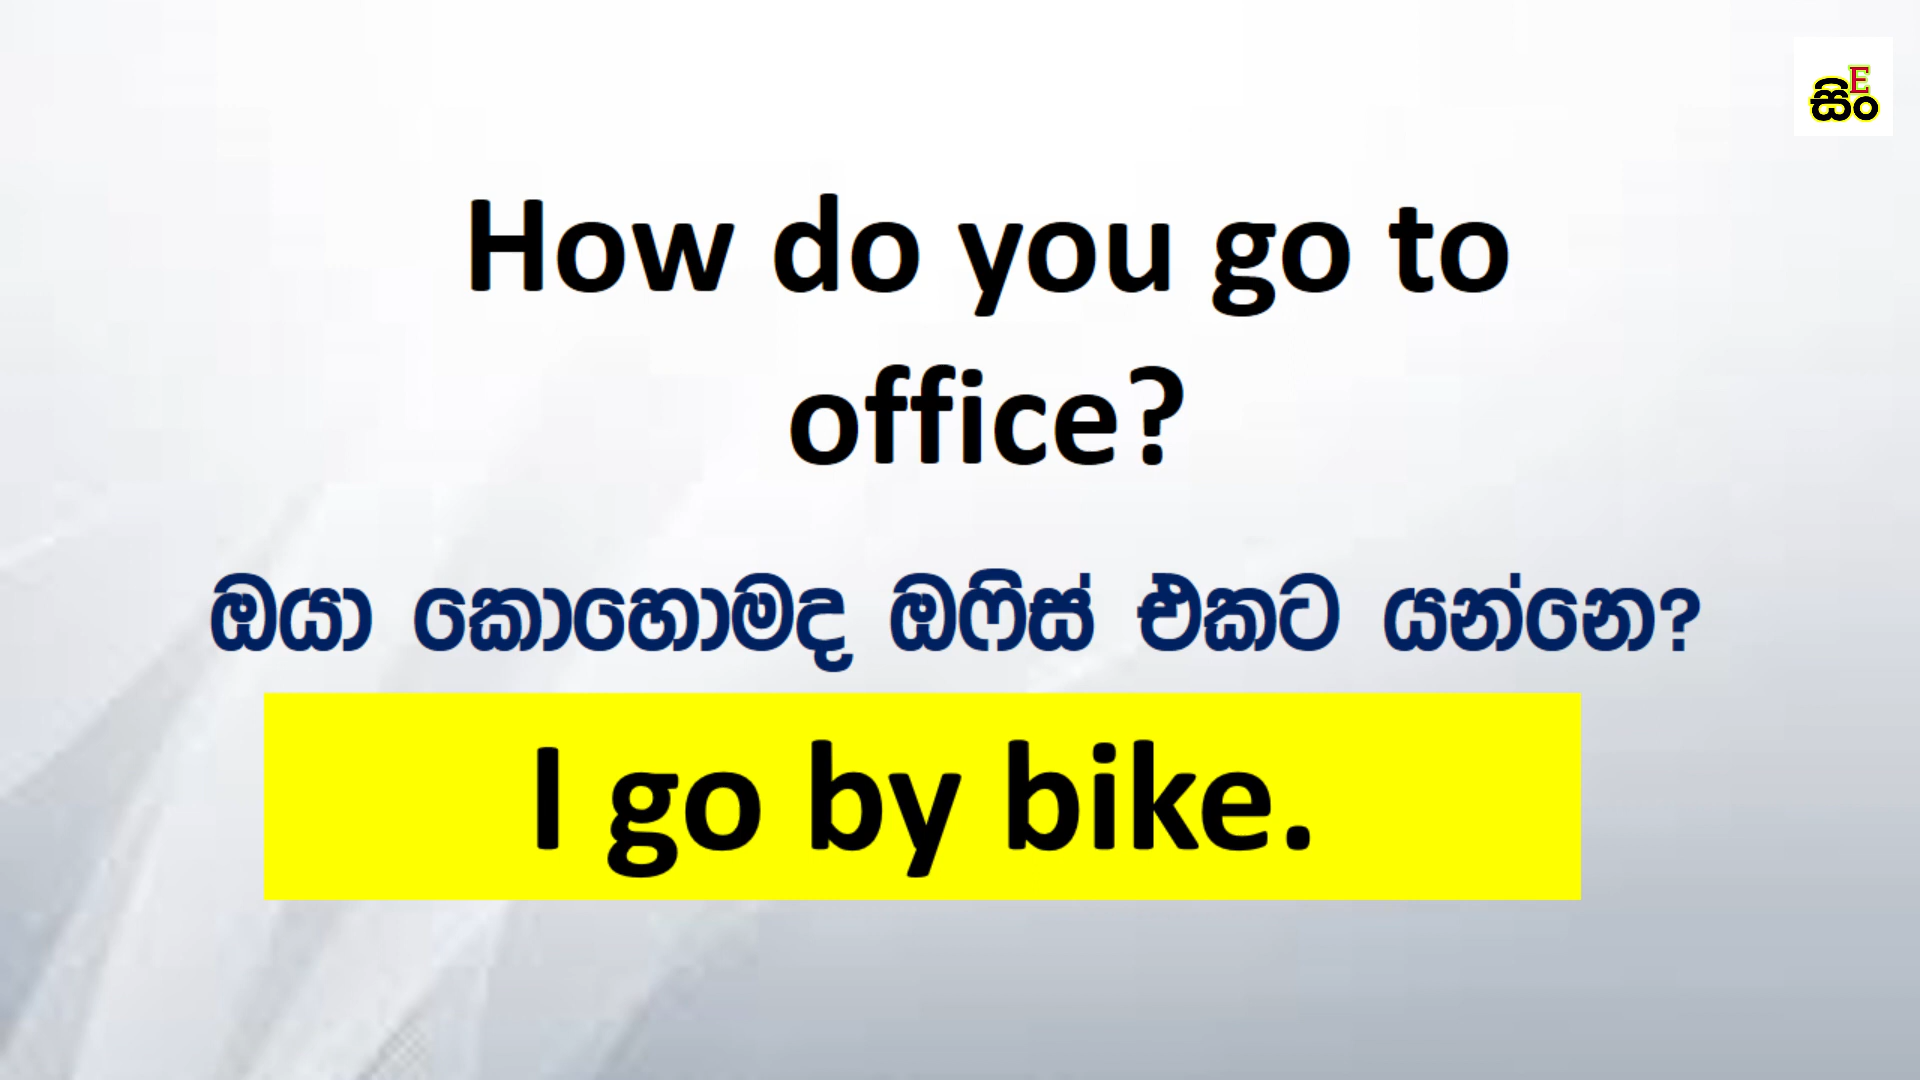 සිං
E
How do you go to
office?
ඔයා කොහොමද ඔෆිස් එකට යන්නෙ?
I go by bike.